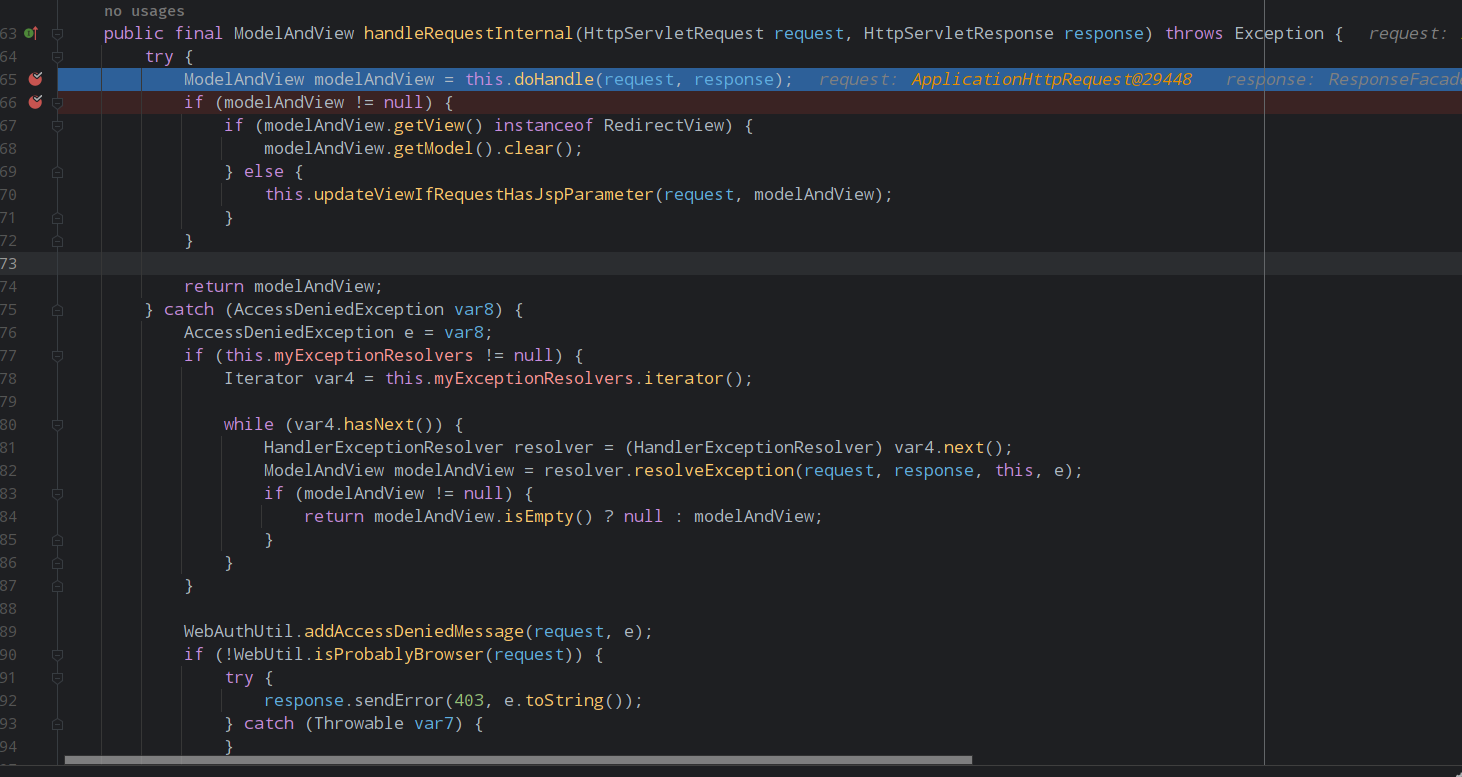 no usages
63 public final ModelAndView handleRequestInternal(HttpServletRequest request, HttpServletResponse response) throws Exception { request:
64 try {
65 ModelAndView modelAndView = this.doHandle(request, response); request: ApplicationHttpRequest@29448 response: ResponseFacade
66 if (modelAndView != null) {
67 if (modelAndView.getView() instanceof RedirectView) {
68 modelAndView.getModel().clear();
69 } else {
70 this.updateViewIfRequestHasJspParameter(request, modelAndView);
71 }
72 }
73
74 return modelAndView;
75 } catch (AccessDeniedException var8) {
76 AccessDeniedException e = var8;
77 if (this.myExceptionResolvers != null) {
78 Iterator var4 = this.myExceptionResolvers.iterator();
79
80 while (var4.hasNext()) {
81 HandlerExceptionResolver resolver = (HandlerExceptionResolver) var4.next();
82 ModelAndView modelAndView = resolver.resolveException(request, response, this, e);
83 if (modelAndView != null) {
84 return modelAndView.isEmpty() ? null : modelAndView;
85 }
86 }
87 }
88
89 WebAuthUtil.addAccessDeniedMessage(request, e);
90 if (!WebUtil.isProbablyBrowser(request)) {
91 try {
92 response.sendError(403, e.toString());
93 } catch (Throwable var7) {
94 }